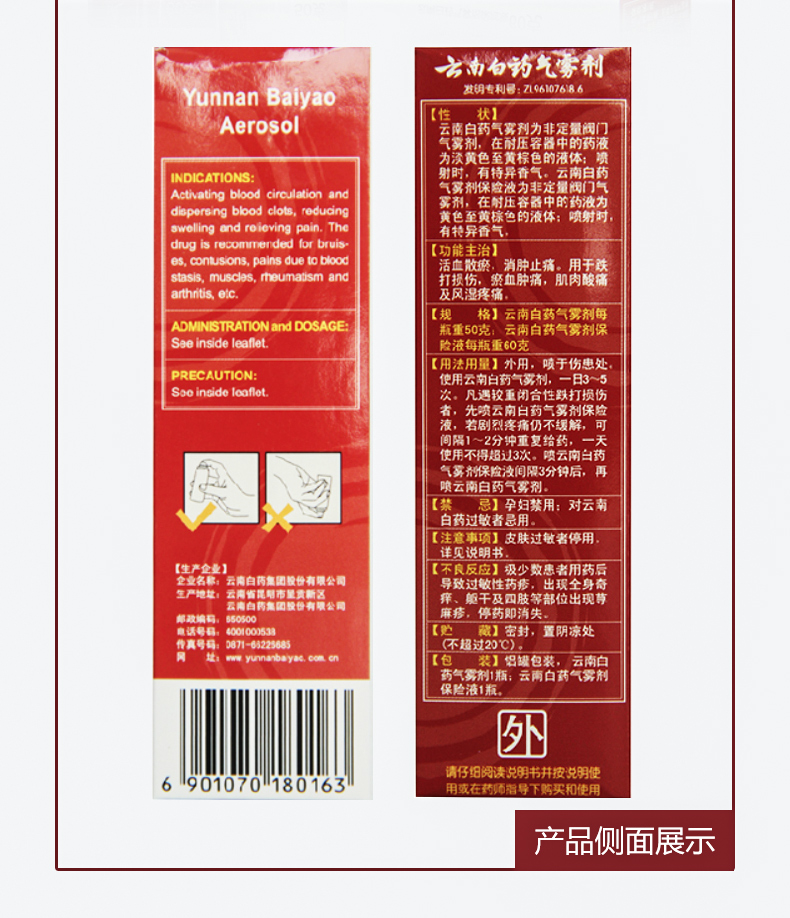 Yunnan Baiyao
Aerosol
INDICATIONS:
Activating blood circulation and
dispersing blood clots, reducing
swelling and relieving pain. The
drug is recommended for bruis-
es, contusions, pains due to blood
stasis, muscles, rheumatism and
arthritis, etc.
ADMINISTRATION and DOSAGE:
See inside leaflet.
PRECAUTION:
See inside leaflet.
【生产企业】
企业名称：云南白药集团股份有限公司
生产地址：云南省昆明市呈贡新区
云南白药集团股份有限公司
邮政编码：650500
电话号码：4001000538
传真号码：0871-66226685
网 址：www.yunnanbaiyao.com.cn
6 901070 180163
云南白药气雾剂
发明专利号：ZL96107618.6
【性 状】
云南白药气雾剂为非定量阀门
气雾剂，在耐压容器中的药液
为淡黄色至黄棕色的液体；喷
射时，有特异香气。云南白药
气雾剂保险液为非定量阀门气
雾剂，在耐压容器中的药液为
黄色至黄棕色的液体；喷射时，
有特异香气。
【功能主治】
活血散瘀，消肿止痛。用于跌
打损伤，瘀血肿痛，肌肉酸痛
及风湿疼痛。
【规 格】云南白药气雾剂每
瓶重50克；云南白药气雾剂保
险液每瓶重60克
【用法用量】外用，喷于伤患处。
使用云南白药气雾剂，一日3～5
次。凡遇较重闭合性跌打损伤
者，先喷云南白药气雾剂保险
液，若剧烈疼痛仍不缓解，可
间隔1～2分钟重复给药，一天
使用不得超过3次。喷云南白药
气雾剂保险液间隔3分钟后，再
喷云南白药气雾剂。
【禁 忌】孕妇禁用；对云南
白药过敏者忌用。
【注意事项】皮肤过敏者停用。
详见说明书。
【不良反应】极少数患者用药后
导致过敏性药疹，出现全身奇
痒、躯干及四肢等部位出现荨
麻疹，停药即消失。
【贮 藏】密封，置阴凉处
(不超过20℃)。
【包 装】铝罐包装，云南白
药气雾剂1瓶；云南白药气雾剂
保险液1瓶。
外
请仔细阅读说明书并按说明使
用或在药师指导下购买和使用
产品侧面展示